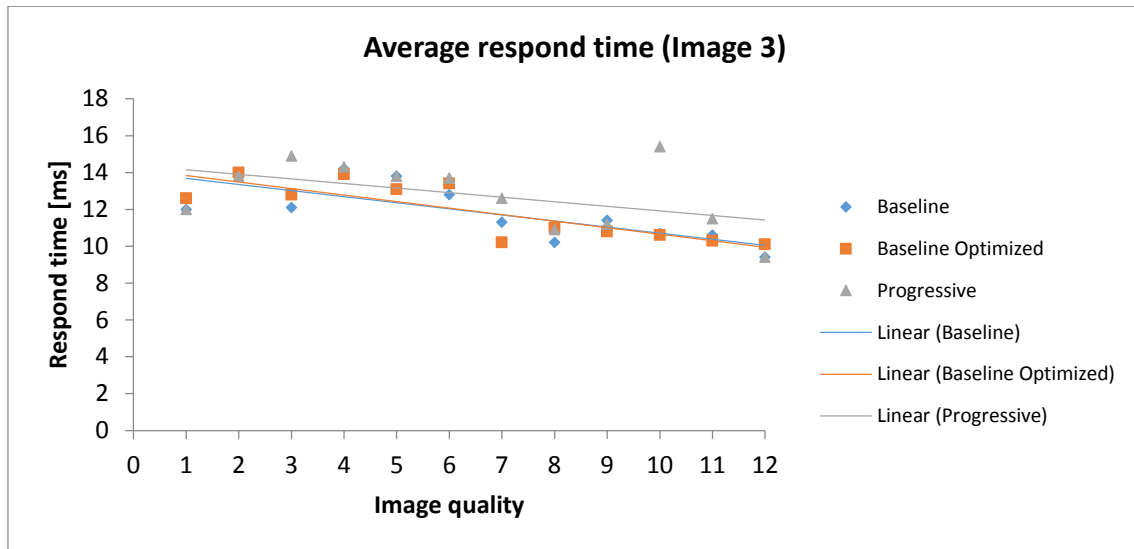 Average respond time (Image 3)
Respond time [ms]
18
16
14
12
10
8
6
4
2
0
0 1 2 3 4 5 6 7 8 9 10 11 12
Image quality
Baseline
Baseline Optimized
Progressive
Linear (Baseline)
Linear (Baseline Optimized)
Linear (Progressive)